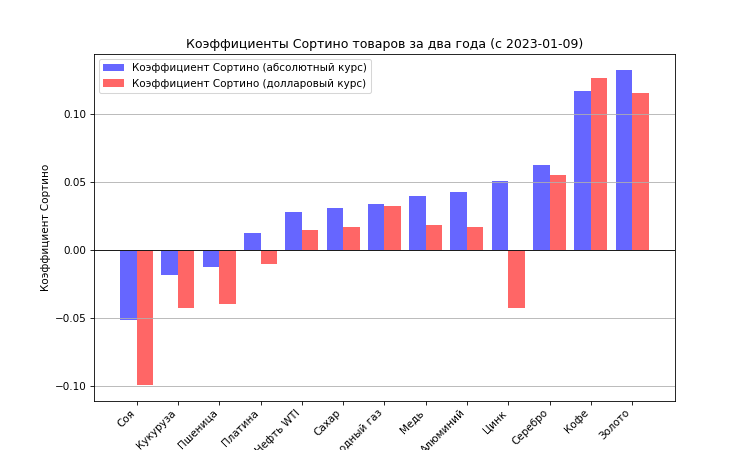 Коэффициенты Сортино товаров за два года (с 2023-01-09)
Коэффициент Сортино (абсолютный курс)
Коэффициент Сортино (долларовый курс)
Коэффициент Сортино
0.10
0.05
0.00
−0.05
−0.10
Соя
Кукуруза
Пшеница
Платина
Нефть WTI
Сахар
газ
Медь
Алюминий
Цинк
Серебро
Кофе
Золото